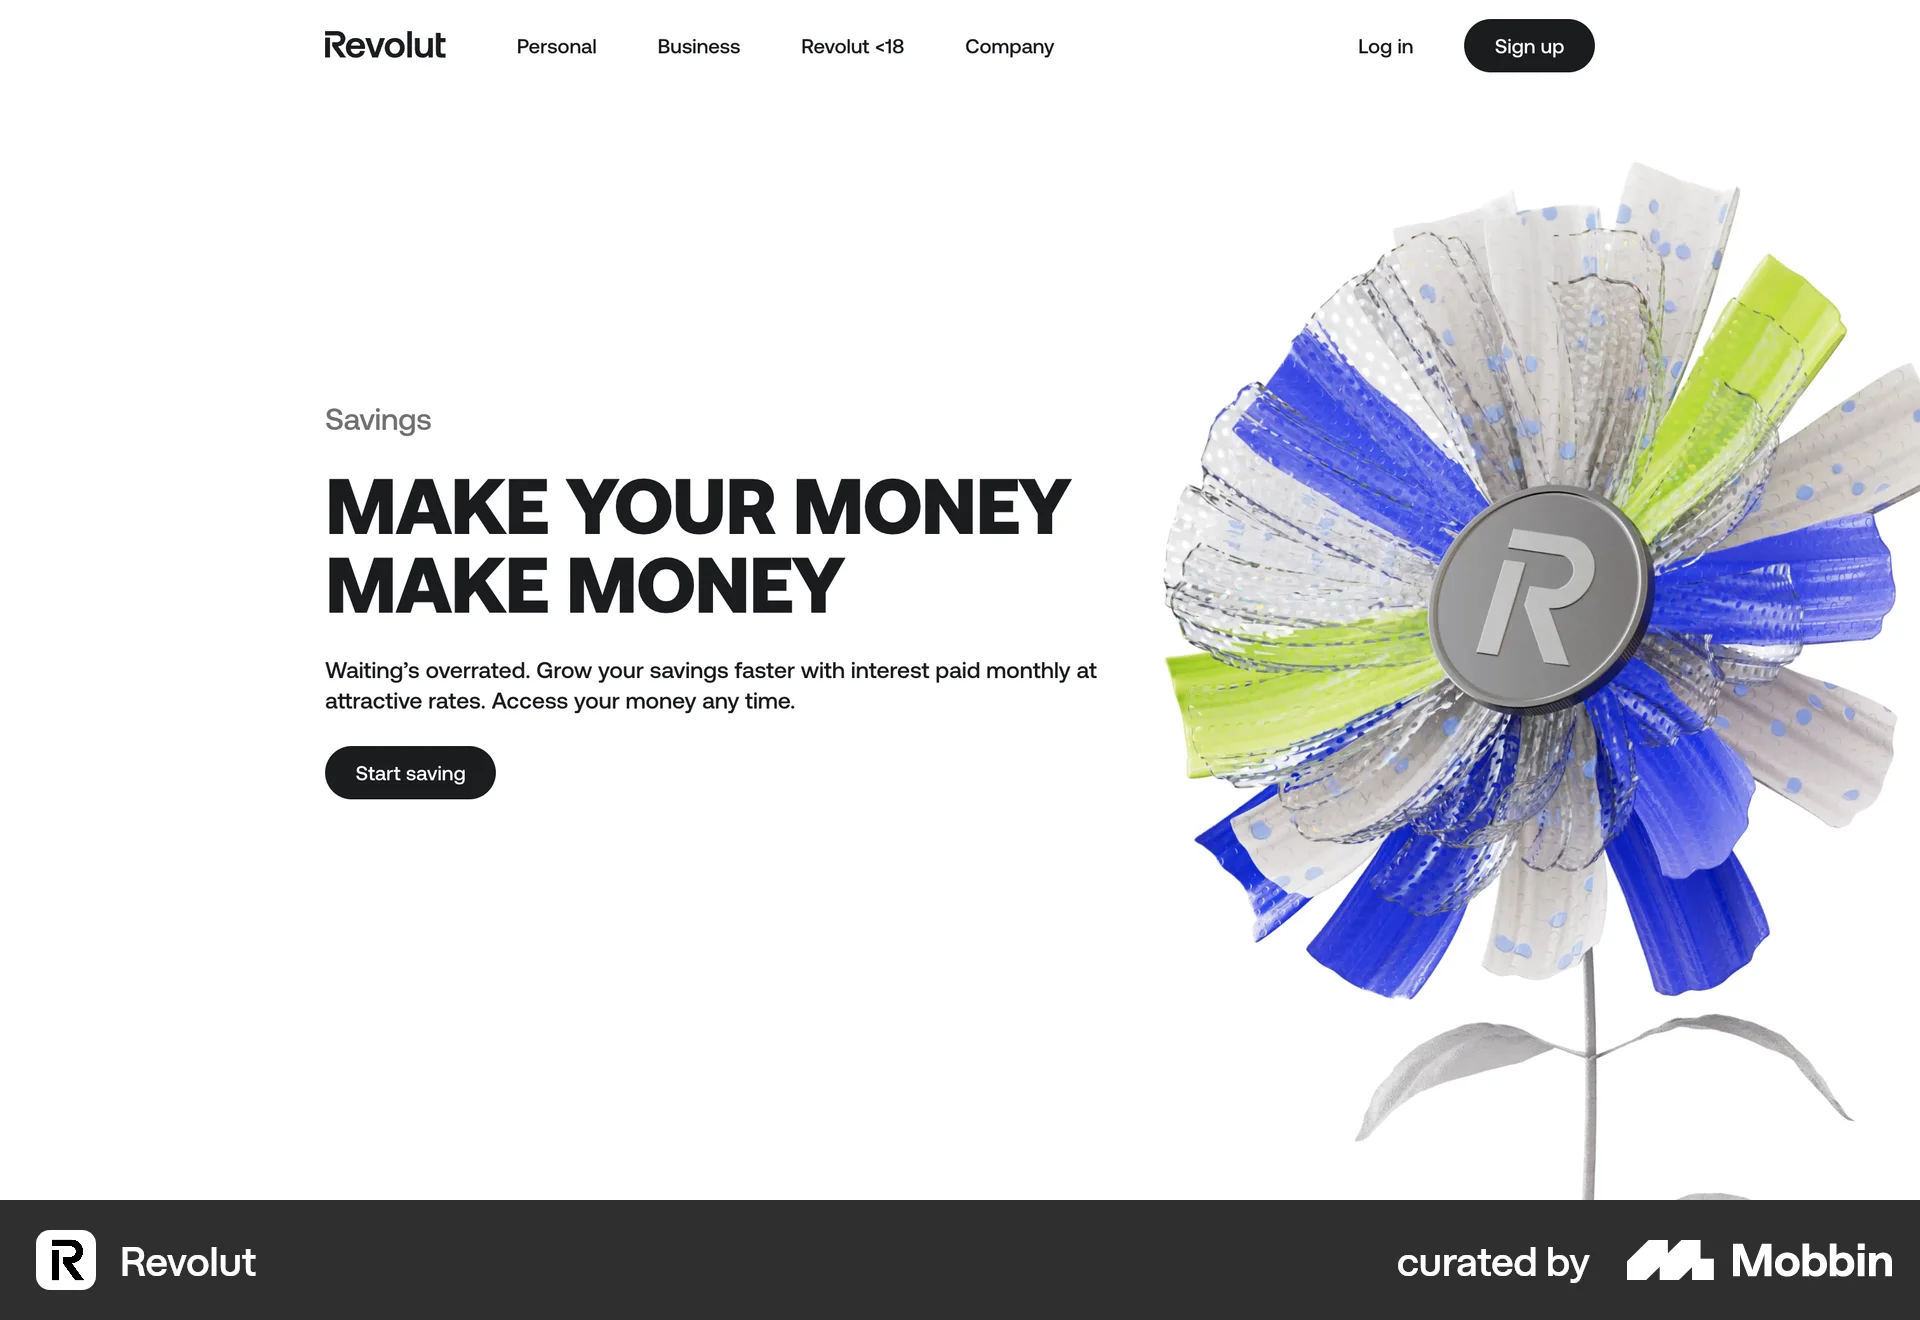 Revolut
Personal
Business
Revolut <18
Company
Log in
Sign up
Savings
MAKE YOUR MONEY
MAKE MONEY
Waiting’s overrated. Grow your savings faster with interest paid monthly at
attractive rates. Access your money any time.
Start saving
R
R
Revolut
curated by
Mobbin